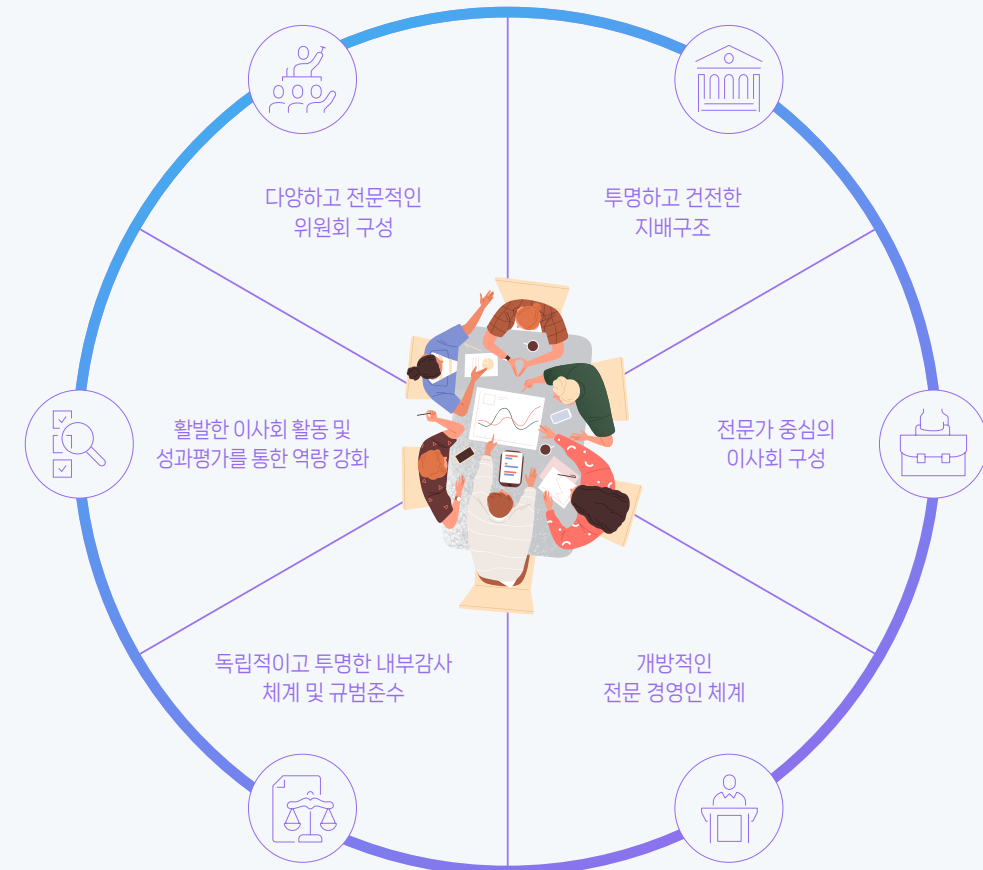 다양하고 전문적인
위원회 구성
투명하고 건전한
지배구조
활발한 이사회 활동 및
성과평가를 통한 역량 강화
전문가 중심의
이사회 구성
독립적이고 투명한 내부감사
체계 및 규범준수
개방적인
전문 경영인 체계